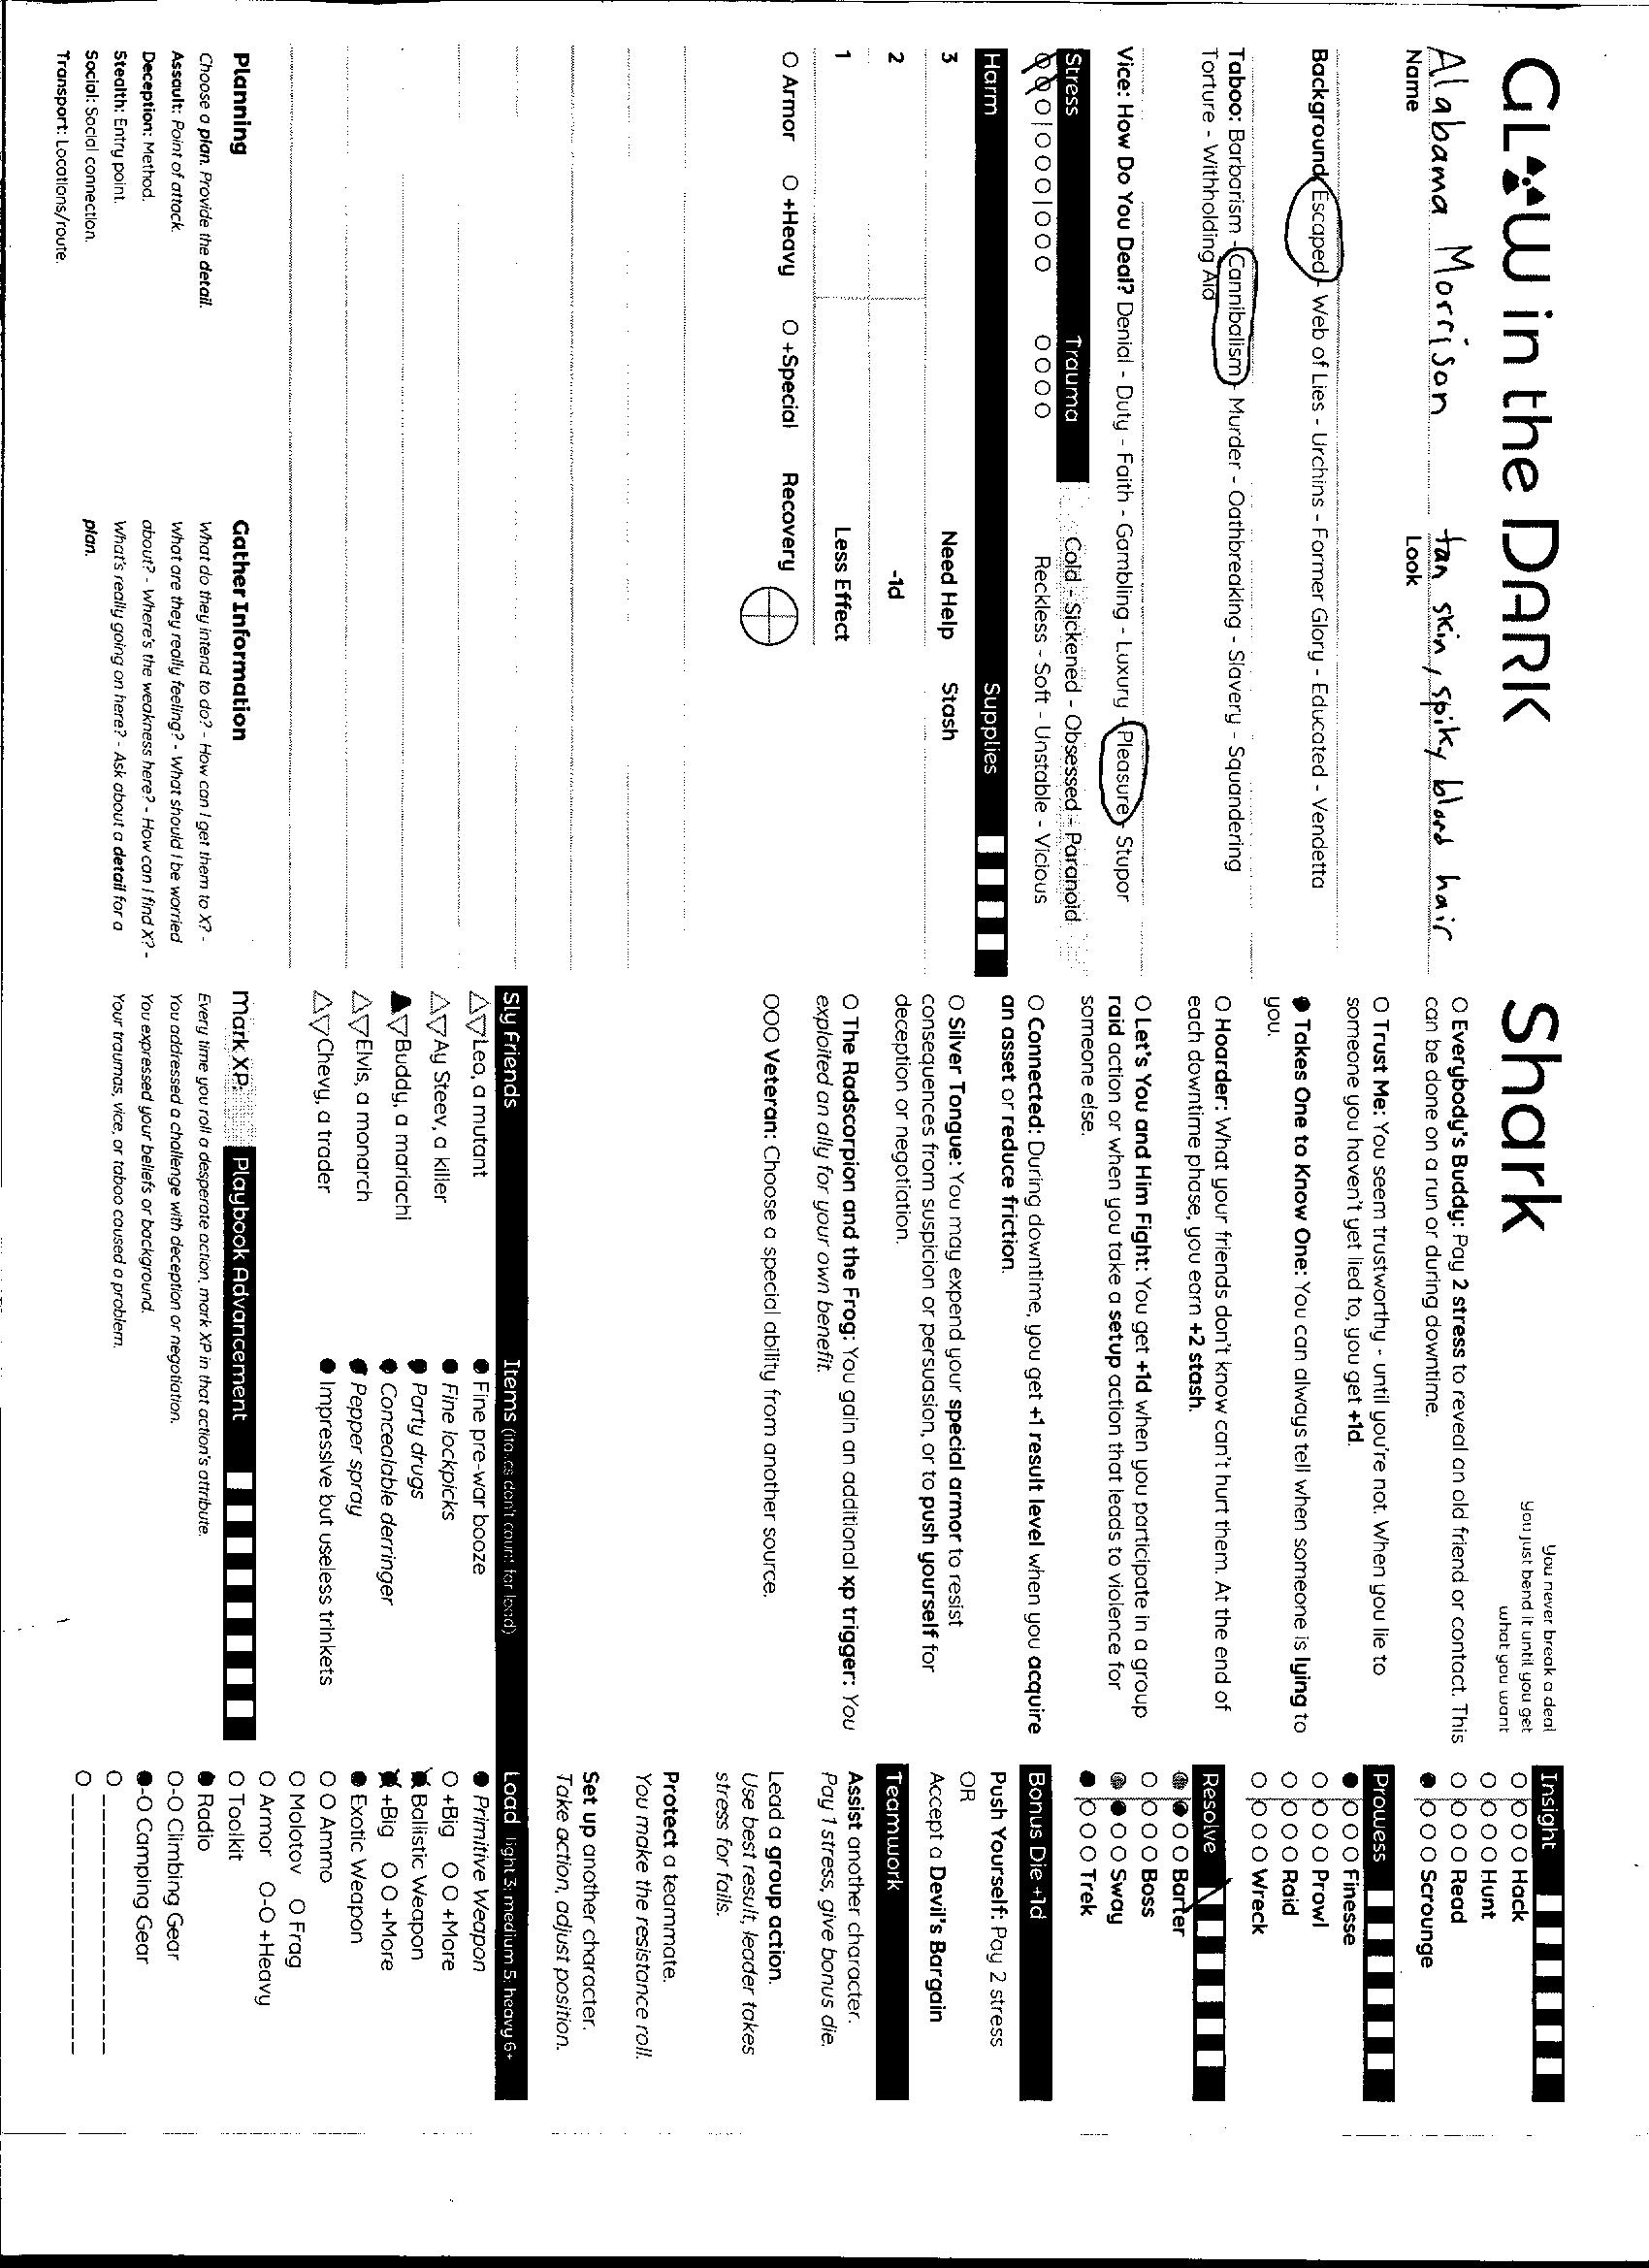 GLOW in the DARK
Alabama Morrison
Name
tan skin, spiky blond hair
Look
Background: Escaped - Web of Lies - Urchins - Former Glory - Educated - Vendetta
Taboo: Barbarism - Cannibalism - Murder - Oathbreaking - Slavery - Squandering
Torture - Withholding Aid
Vice: How Do You Deal? Denial - Duty - Faith - Gambling - Luxury - Pleasure - Stupor
Stress Trauma
Cold - Sickened - Obsessed - Paranoid
Reckless - Soft - Unstable - Vicious
Harm Supplies
3 Need Help Stash
2 -1d
1 Less Effect
Armor +Heavy +Special Recovery
Planning
Choose a plan. Provide the detail.
Assault: Point of attack.
Deception: Method.
Stealth: Entry point.
Social: Social connection.
Transport: Locations/route.
Gather Information
What do they intend to do? - How can I get them to X? -
What are they really feeling? - What should I be worried
about? - Where's the weakness here? - How can I find X? -
What's really going on here? - Ask about a detail for a
plan.
Shark
You never break a deal
You just bend it until you get
what you want
Everybody's Buddy: Pay 2 stress to reveal an old friend or contact. This
can be done on a run or during downtime.
Trust Me: You seem trustworthy - until you're not. When you lie to
someone you haven't yet lied to, you get +1d.
Takes One to Know One: You can always tell when someone is lying to
you.
Hoarder: What your friends don't know can't hurt them. At the end of
each downtime phase, you earn +2 stash.
Let's You and Him Fight: You get +1d when you participate in a group
raid action or when you take a setup action that leads to violence for
someone else.
Connected: During downtime, you get +1 result level when you acquire
an asset or reduce friction.
Silver Tongue: You may expend your special armor to resist
consequences from suspicion or persuasion, or to push yourself for
deception or negotiation.
The Radscorpion and the Frog: You gain an additional xp trigger: You
exploited an ally for your own benefit.
Veteran: Choose a special ability from another source.
Sly Friends
Leo, a mutant
Ay Steev, a killer
Buddy, a mariachi
Elvis, a monarch
Chevy, a trader
Items (italics don't count for load)
Fine pre-war booze
Fine lockpicks
Party drugs
Concealable derringer
Pepper spray
Impressive but useless trinkets
Mark XP: Playbook Advancement
Every time you roll a desperate action, mark XP in that action's attribute.
You addressed a challenge with deception or negotiation.
You expressed your beliefs or background.
Your traumas, vice, or taboo caused a problem.
Insight
Hack
Hunt
Read
Scrounge
Prowess
Finesse
Prowl
Raid
Wreck
Resolve
Barter
Boss
Sway
Trek
Bonus Die +1d
Push Yourself: Pay 2 stress
OR
Accept a Devil's Bargain
Teamwork
Assist another character.
Pay 1 stress, give bonus die.
Lead a group action.
Use best result, leader takes
stress for fails.
Protect a teammate.
You make the resistance roll.
Set up another character.
Take action, adjust position.
Load light 3; medium 5; heavy 6+
Primitive Weapon
+Big +More
Ballistic Weapon
+Big +More
Exotic Weapon
Ammo
Molotov Frag
Armor +Heavy
Toolkit
Radio
Climbing Gear
Camping Gear